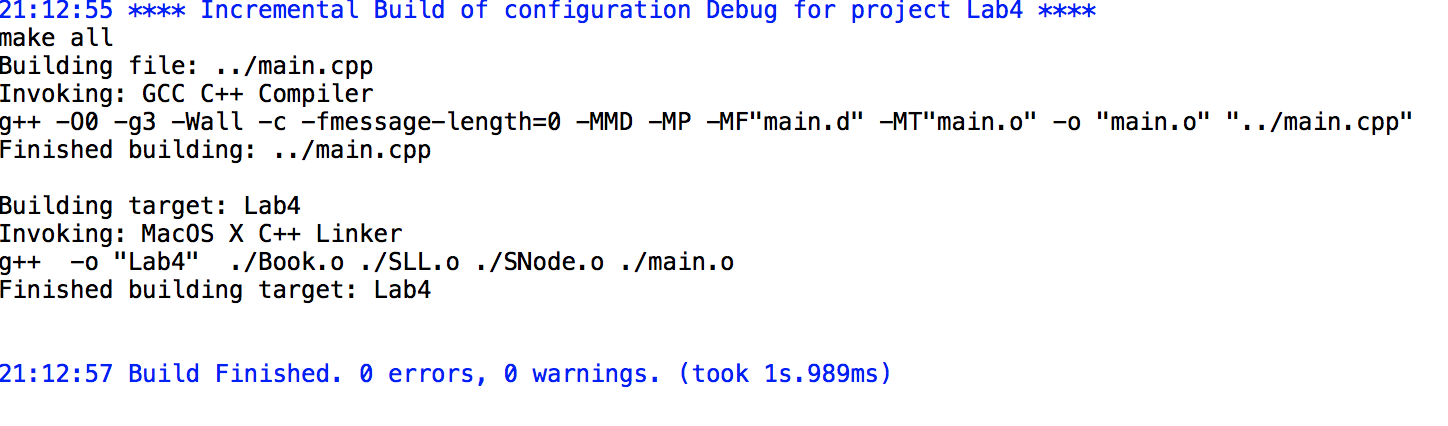 21:12:55 **** Incremental Build of configuration Debug for project Lab4 ****
make all
Building file: ../main.cpp
Invoking: GCC C++ Compiler
g++ -O0 -g3 -Wall -c -fmessage-length=0 -MMD -MP -MF"main.d" -MT"main.o" -o "main.o" "../main.cpp"
Finished building: ../main.cpp
Building target: Lab4
Invoking: MacOS X C++ Linker
g++  -o "Lab4"  ./Book.o ./SLL.o ./SNode.o ./main.o
Finished building target: Lab4
21:12:57 Build Finished. 0 errors, 0 warnings. (took 1s.989ms)